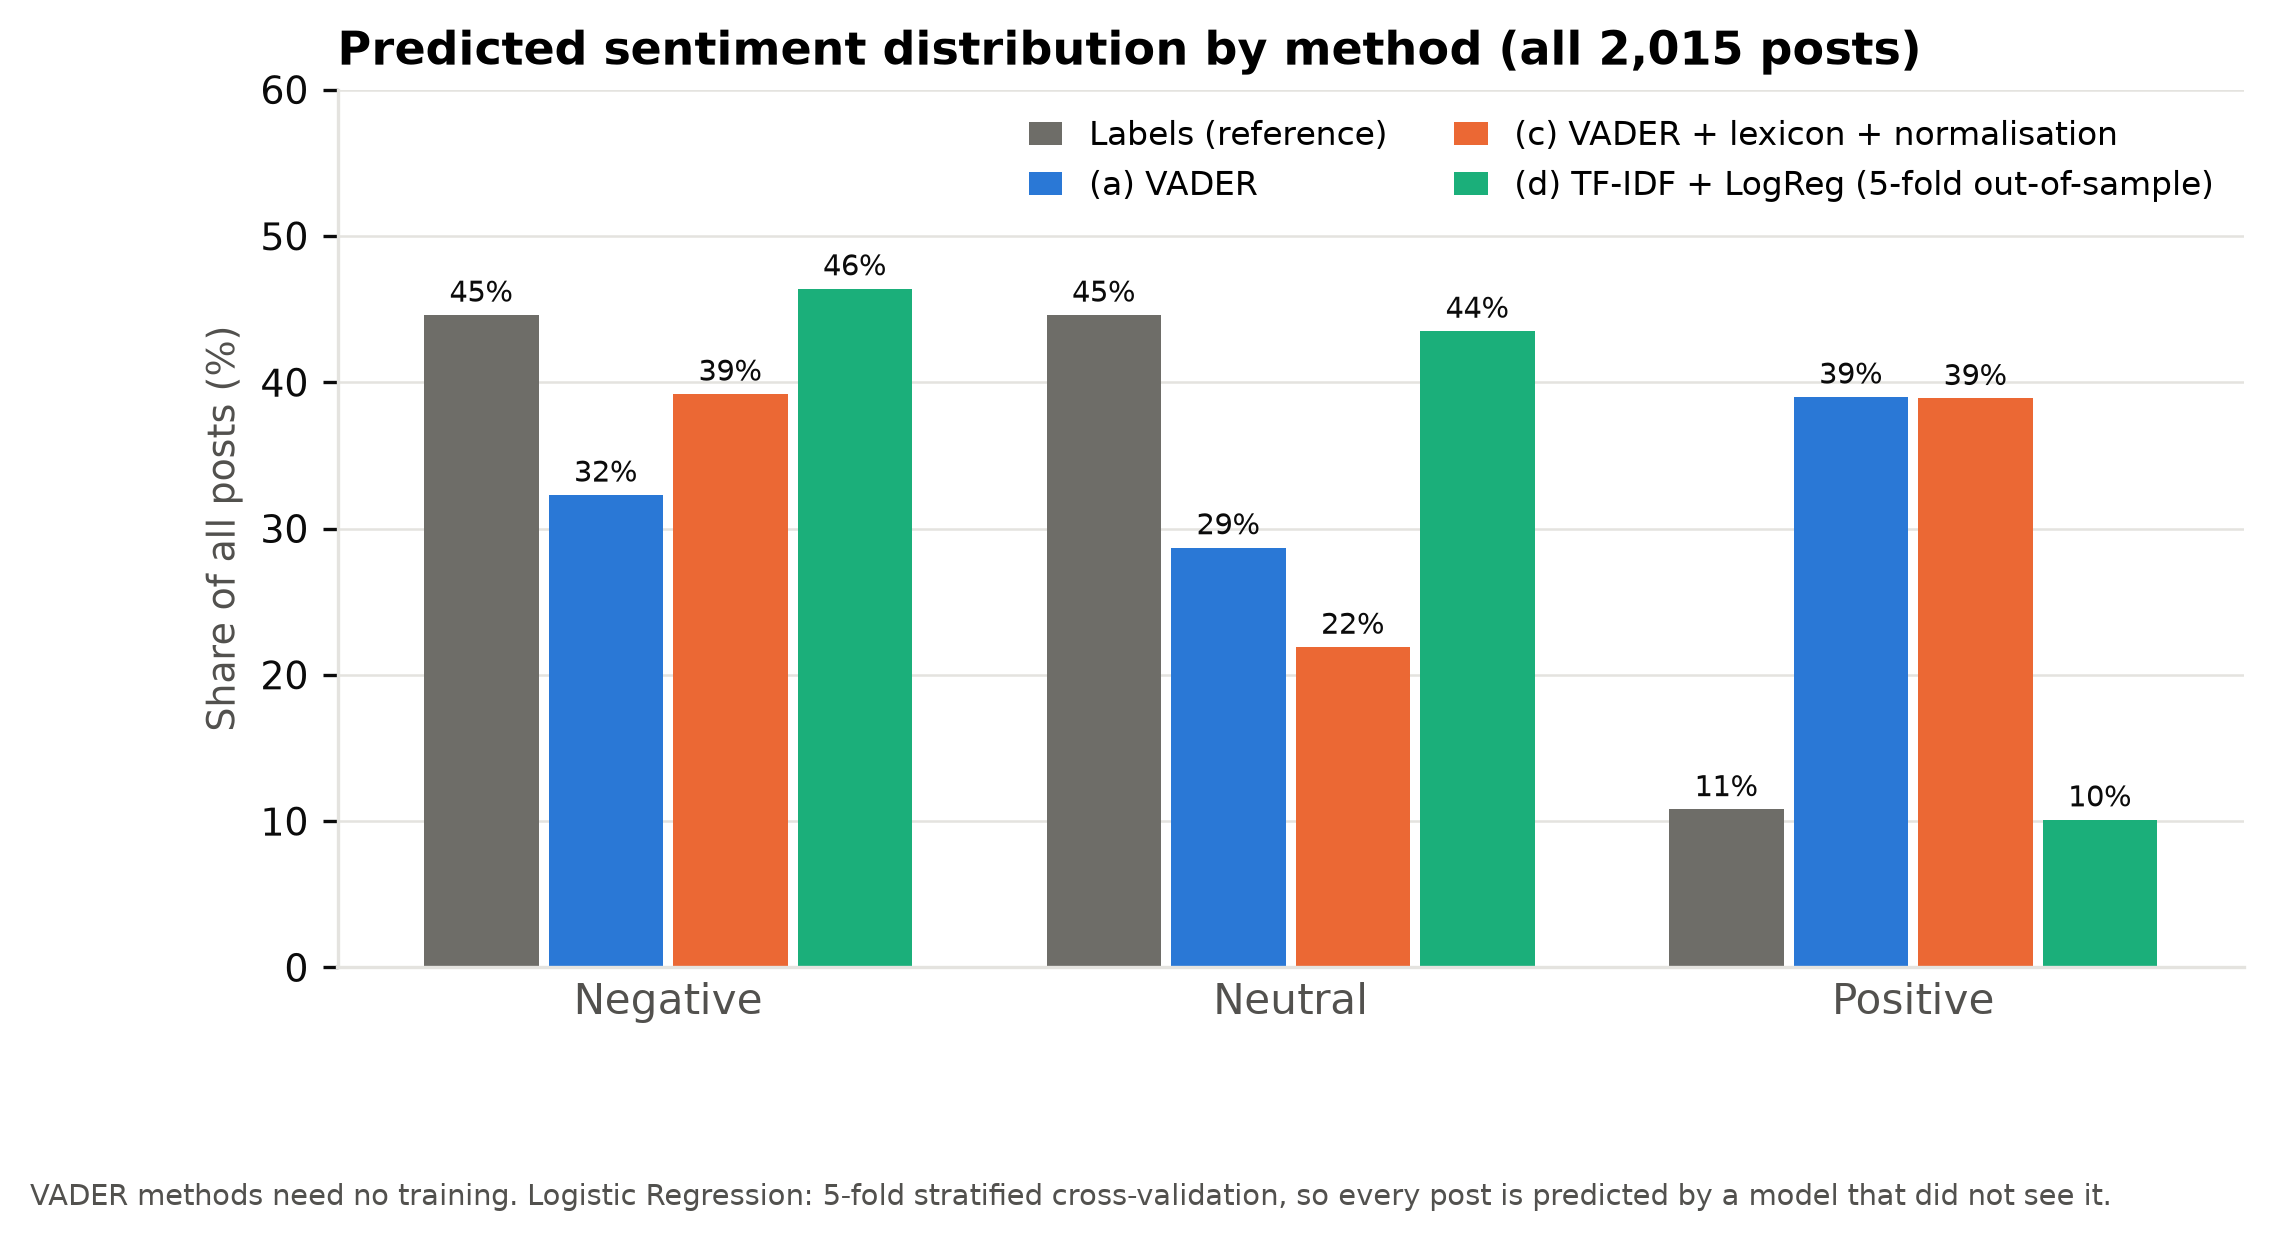 Predicted sentiment distribution by method (all 2,015 posts)
Labels (reference)
(a) VADER
(c) VADER + lexicon + normalisation
(d) TF-IDF + LogReg (5-fold out-of-sample)
Share of all posts (%)
60
50
40
30
20
10
0
45%
32%
39%
46%
45%
29%
22%
44%
11%
39%
39%
10%
Negative
Neutral
Positive
VADER methods need no training. Logistic Regression: 5-fold stratified cross-validation, so every post is predicted by a model that did not see it.